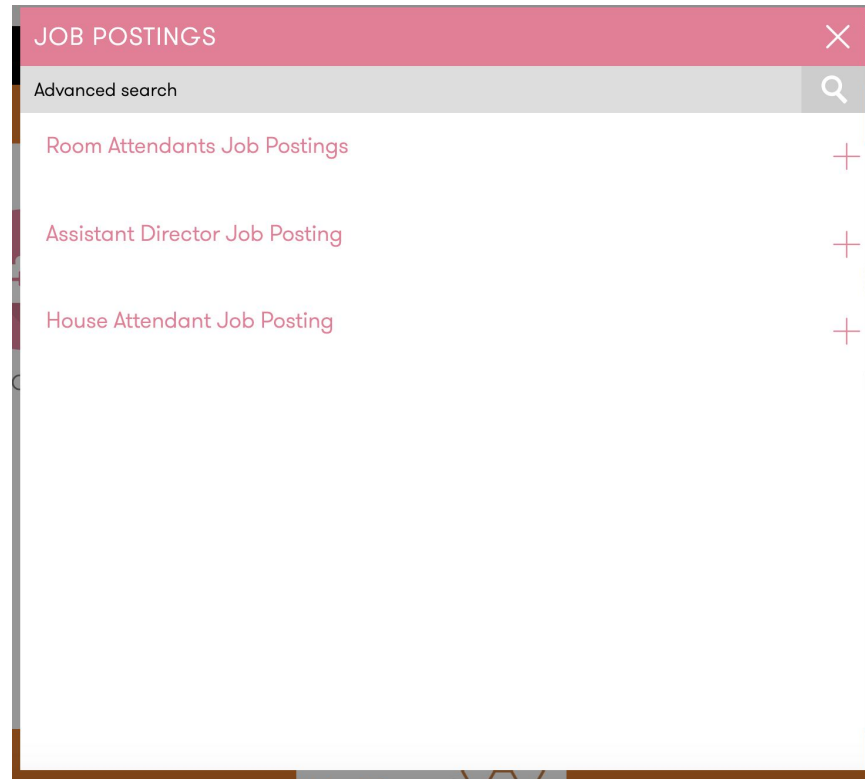 JOB POSTINGS
Advanced search
Room Attendants Job Postings
Assistant Director Job Posting
House Attendant Job Posting